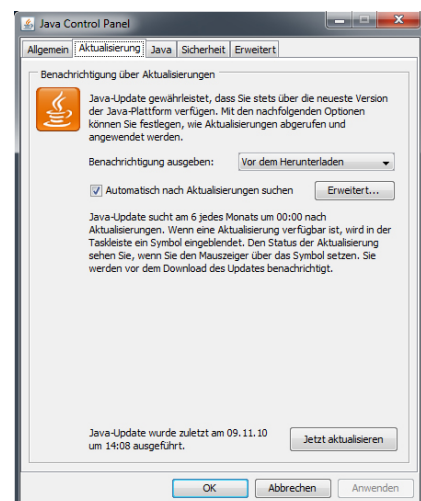 Java Control Panel
Allgemein Aktualisierung Java Sicherheit Erweitert
Benachrichtigung über Aktualisierungen
Java-Update gewährleistet, dass Sie stets über die neueste Version
der Java-Plattform verfügen. Mit den nachfolgenden Optionen
können Sie festlegen, wie Aktualisierungen abgerufen und
angewendet werden.
Benachrichtigung ausgeben: Vor dem Herunterladen
Automatisch nach Aktualisierungen suchen Erweitert...
Java-Update sucht am 6 jedes Monats um 00:00 nach
Aktualisierungen. Wenn eine Aktualisierung verfügbar ist, wird in der
Taskleiste ein Symbol eingeblendet. Den Status der Aktualisierung
sehen Sie, wenn Sie den Mauszeiger über das Symbol setzen. Sie
werden vor dem Download des Updates benachrichtigt.
Java-Update wurde zuletzt am 09.11.10
um 14:08 ausgeführt.
Jetzt aktualisieren
OK Abbrechen Anwenden